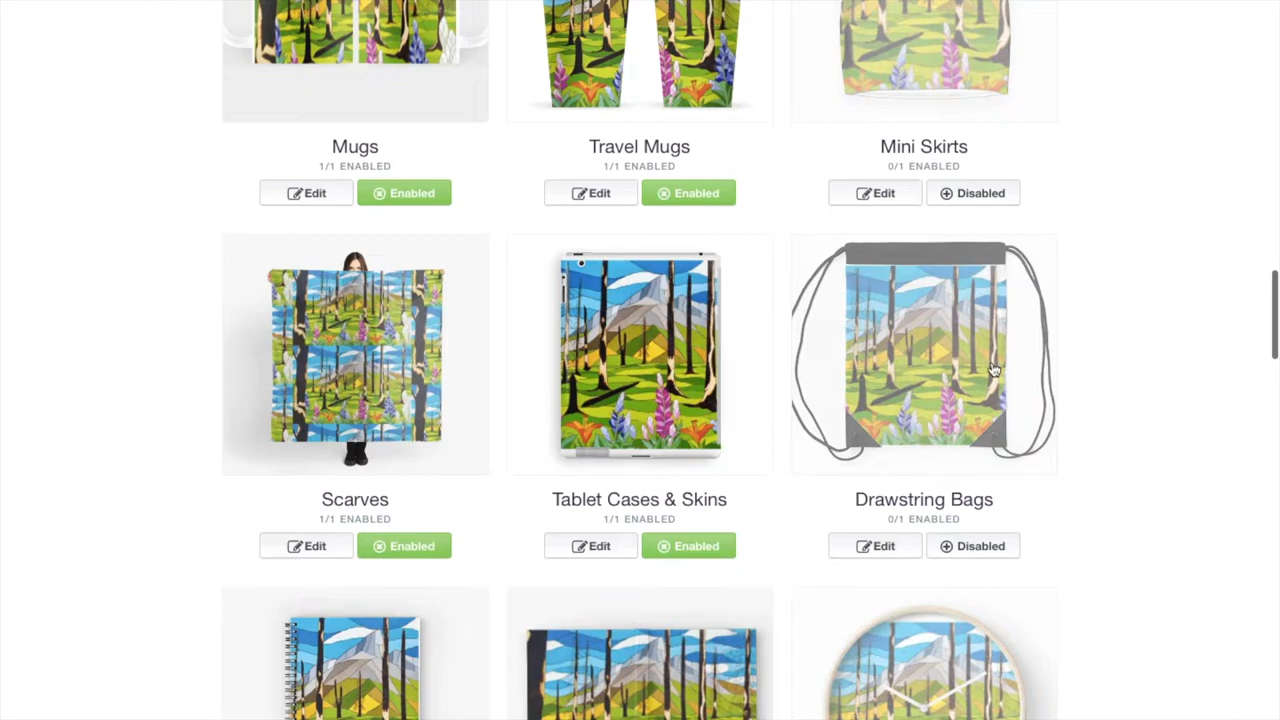 Mugs
1/1 ENABLED
Edit
Enabled
Travel Mugs
1/1 ENABLED
Edit
Enabled
Mini Skirts
0/1 ENABLED
Edit
Disabled
Scarves
1/1 ENABLED
Edit
Enabled
Tablet Cases & Skins
1/1 ENABLED
Edit
Enabled
Drawstring Bags
0/1 ENABLED
Edit
Disabled